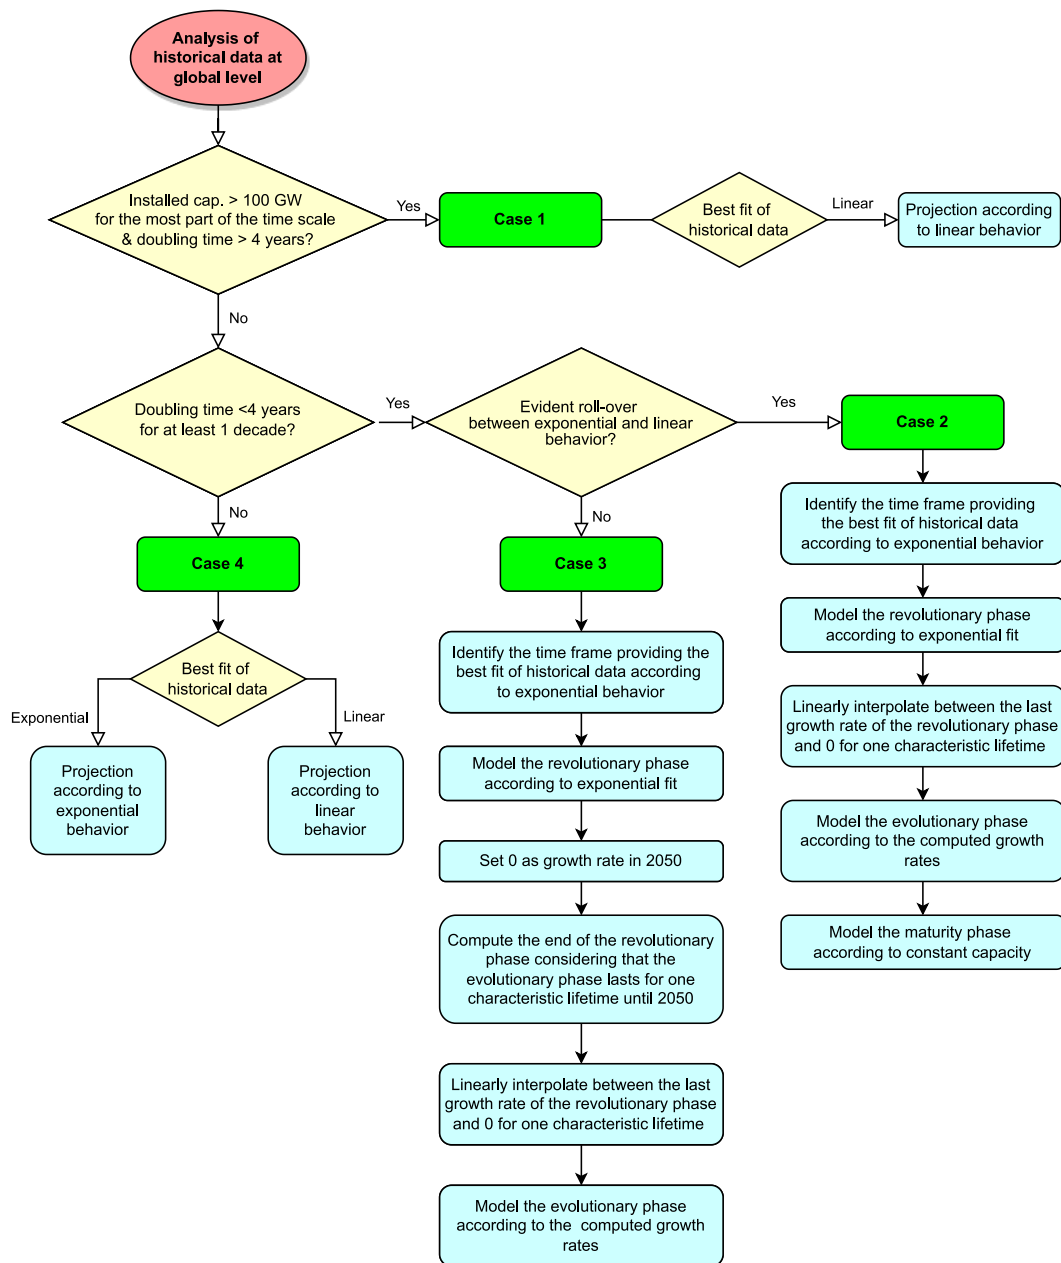 Analysis of
historical data at
global level
Installed cap. > 100 GW
for the most part of the time scale
& doubling time > 4 years?
Yes
Case 1
Best fit of
historical data
Linear
Projection according
to linear behavior
No
Doubling time <4 years
for at least 1 decade?
Yes
Evident roll-over
between exponential and linear
behavior?
Yes
Case 2
Identify the time frame providing
the best fit of historical data
according to exponential behavior
Model the revolutionary phase
according to exponential fit
Linearly interpolate between the last
growth rate of the revolutionary phase
and 0 for one characteristic lifetime
Model the evolutionary phase
according to the computed growth
rates
Model the maturity phase
according to constant capacity
No
Case 3
Identify the time frame providing the
best fit of historical data according
to exponential behavior
Model the revolutionary phase
according to exponential fit
Set 0 as growth rate in 2050
Compute the end of the revolutionary
phase considering that the
evolutionary phase lasts for one
characteristic lifetime until 2050
Linearly interpolate between the last
growth rate of the revolutionary phase
and 0 for one characteristic lifetime
Model the evolutionary phase
according to the computed growth
rates
No
Case 4
Best fit of
historical data
Exponential
Projection
according to
exponential
behavior
Linear
Projection
according to
linear
behavior